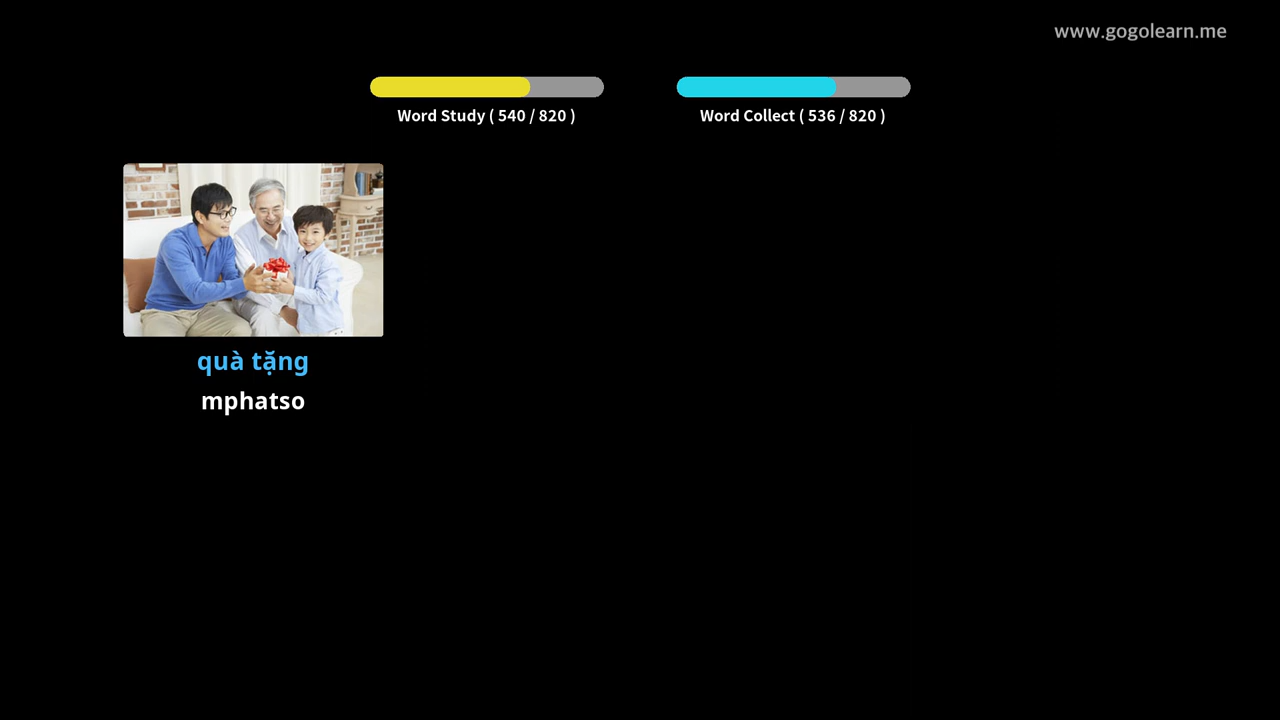 www.gogolearn.me
Word Study ( 540 / 820 )
Word Collect ( 536 / 820 )
quà tặng
mphatso